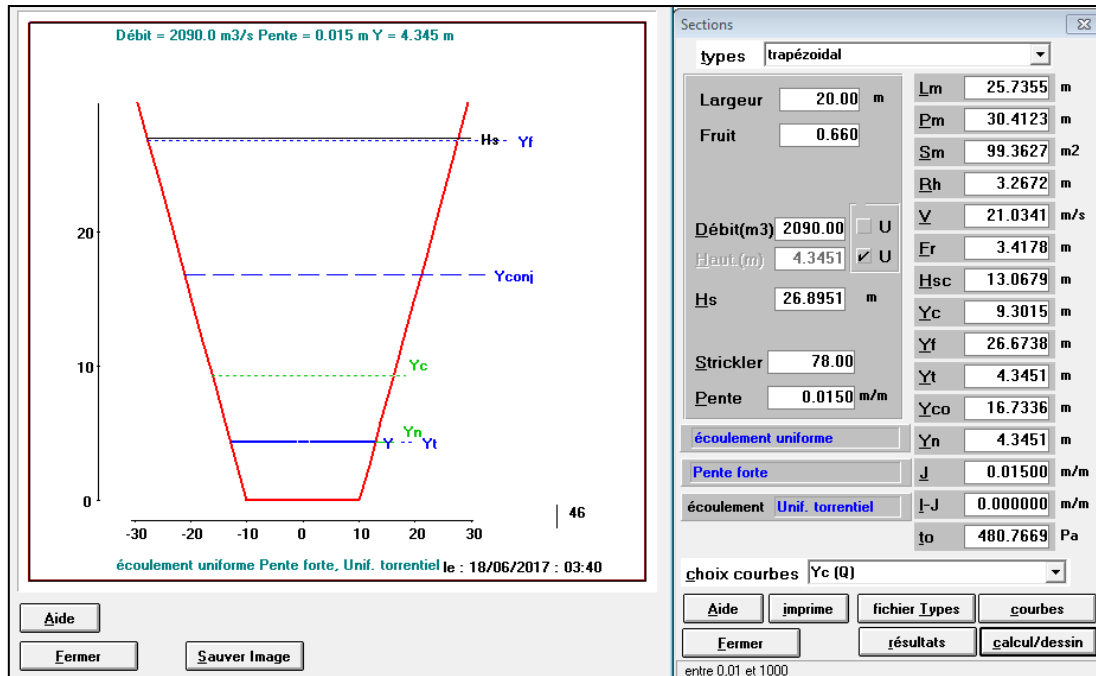 Débit = 2090.0 m3/s Pente = 0.015 m Y = 4.345 m
Hs
Yf
20
Yconj
10
Yc
Yn
Y
Yt
0
46
-30 -20 -10 0 10 20 30
écoulement uniforme Pente forte, Unif. torrentiel le : 18/06/2017 : 03:40
Aide
Fermer
Sauver Image
Sections
types trapézoidal
Largeur 20.00 m
Fruit 0.660
Débit(m3) 2090.00 U
Haut.(m) 4.3451 U
Hs 26.8951 m
Strickler 78.00
Pente 0.0150 m/m
écoulement uniforme
Pente forte
écoulement Unif. torrentiel
Lm 25.7355 m
Pm 30.4123 m
Sm 99.3627 m2
Rh 3.2672 m
V 21.0341 m/s
Fr 3.4178 m
Hsc 13.0679 m
Yc 9.3015 m
Yf 26.6738 m
Yt 4.3451 m
Yco 16.7336 m
Yn 4.3451 m
J 0.01500 m/m
I-J 0.000000 m/m
to 480.7669 Pa
choix courbes Yc (Q)
Aide imprime fichier Types courbes
Fermer résultats calcul/dessin
entre 0.01 et 1000